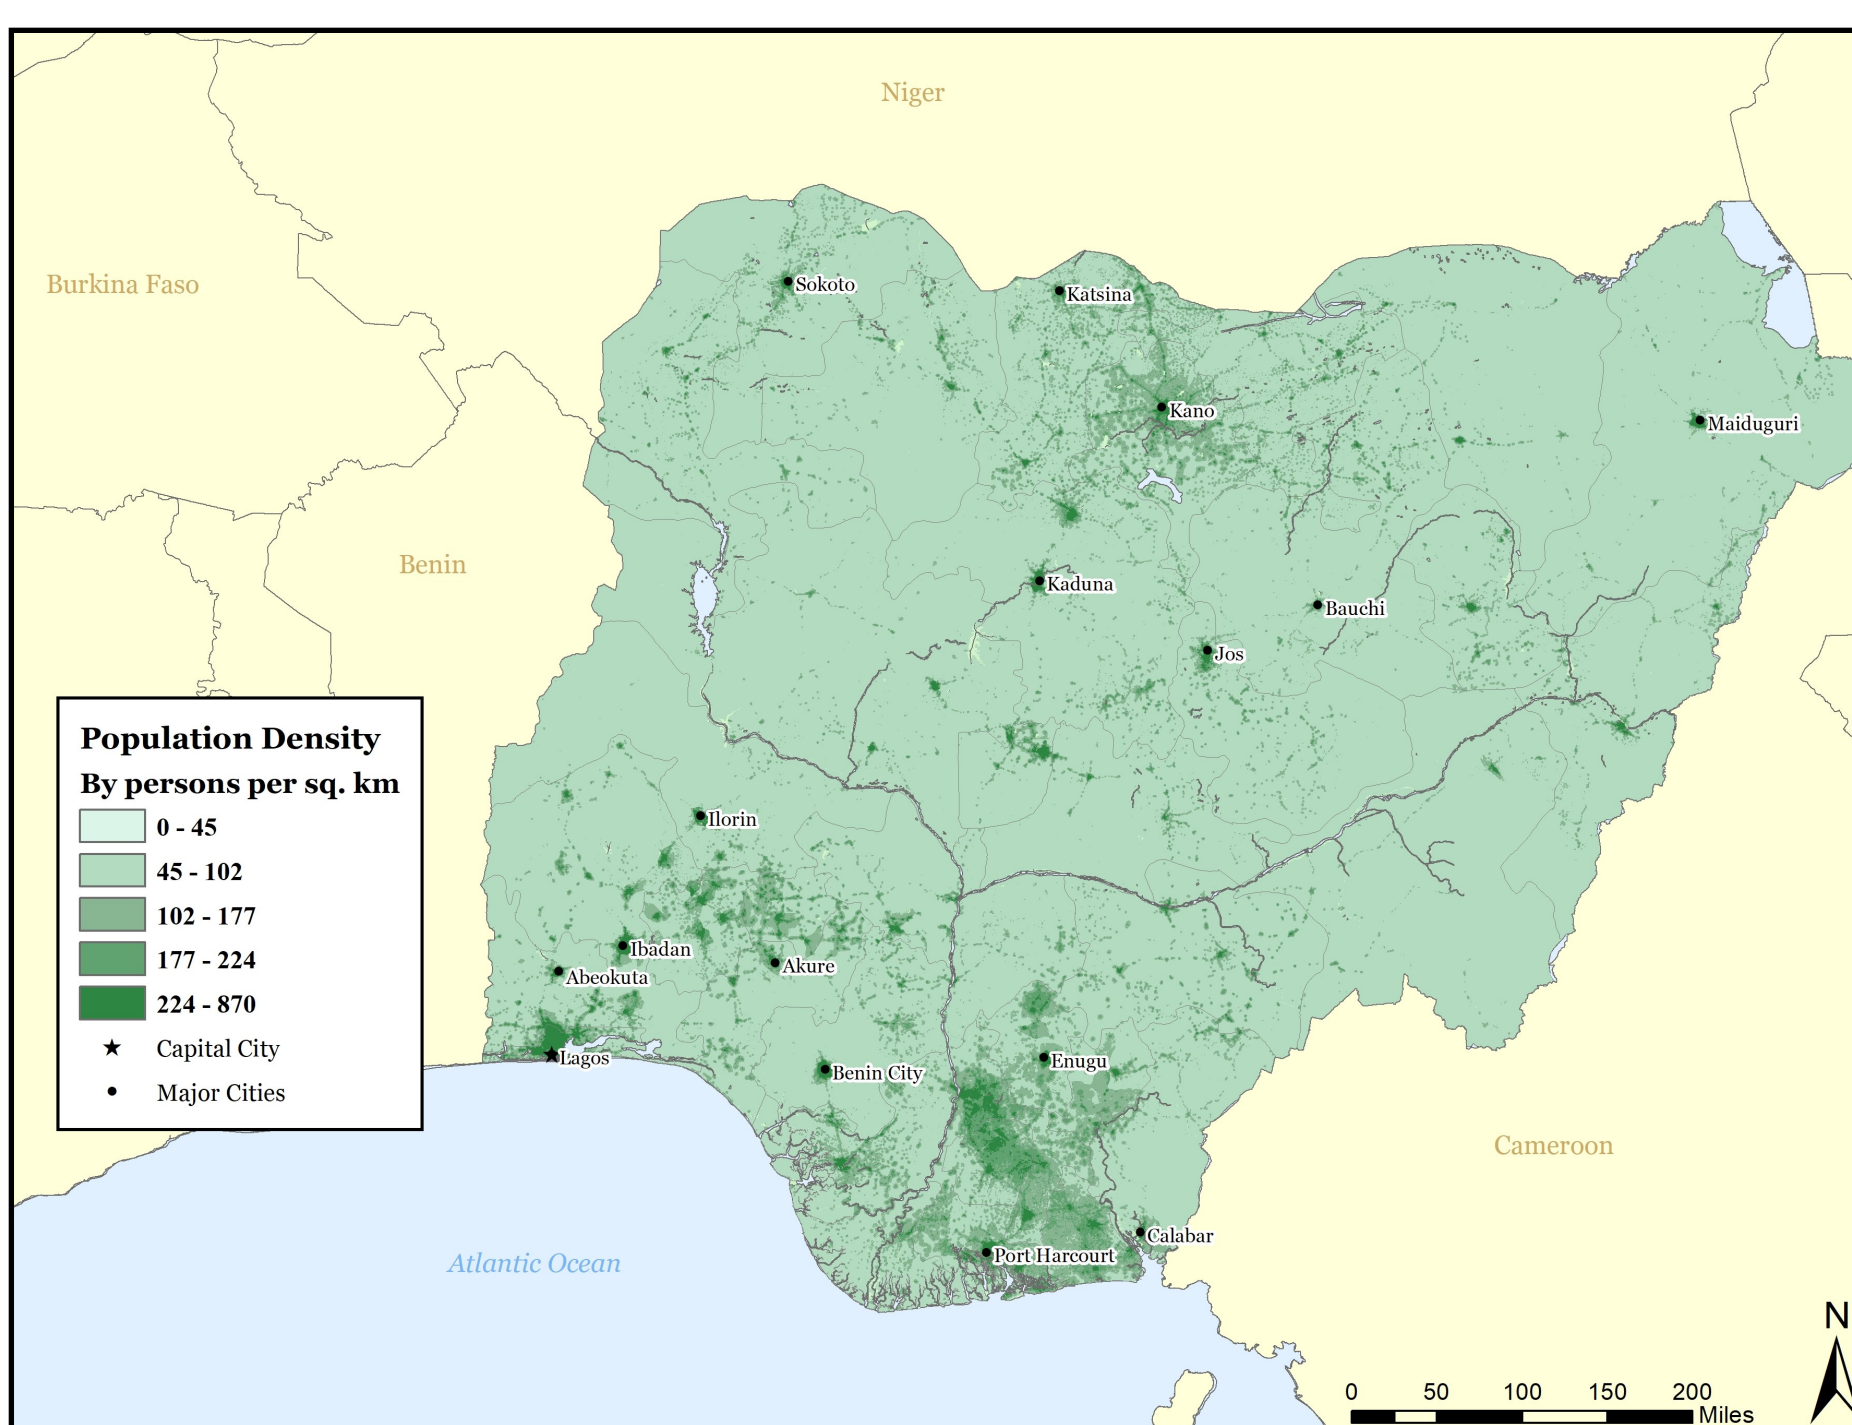 Niger
Burkina Faso
Sokoto
Katsina
Kano
Maiduguri
Benin
Kaduna
Bauchi
Jos
Population Density
By persons per sq. km
0 - 45
45 - 102
102 - 177
177 - 224
224 - 870
Capital City
Major Cities
Ilorin
Ibadan
Akure
Abeokuta
Lagos
Enugu
Benin City
Cameroon
Calabar
Port Harcourt
Atlantic Ocean
N
0 50 100 150 200
Miles